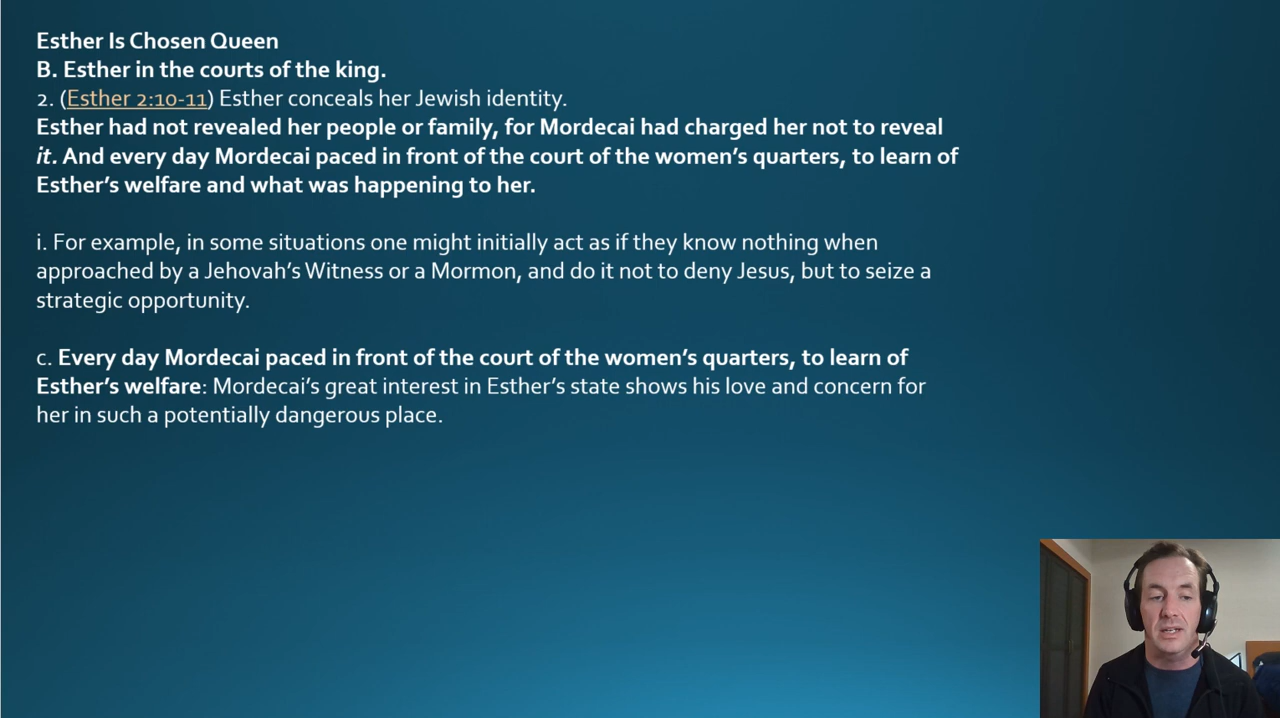 Esther Is Chosen Queen
B. Esther in the courts of the king.
2. (Esther 2:10-11) Esther conceals her Jewish identity.
Esther had not revealed her people or family, for Mordecai had charged her not to reveal
it. And every day Mordecai paced in front of the court of the women’s quarters, to learn of
Esther’s welfare and what was happening to her.
i. For example, in some situations one might initially act as if they know nothing when
approached by a Jehovah’s Witness or a Mormon, and do it not to deny Jesus, but to seize a
strategic opportunity.
c. Every day Mordecai paced in front of the court of the women’s quarters, to learn of
Esther’s welfare: Mordecai’s great interest in Esther’s state shows his love and concern for
her in such a potentially dangerous place.